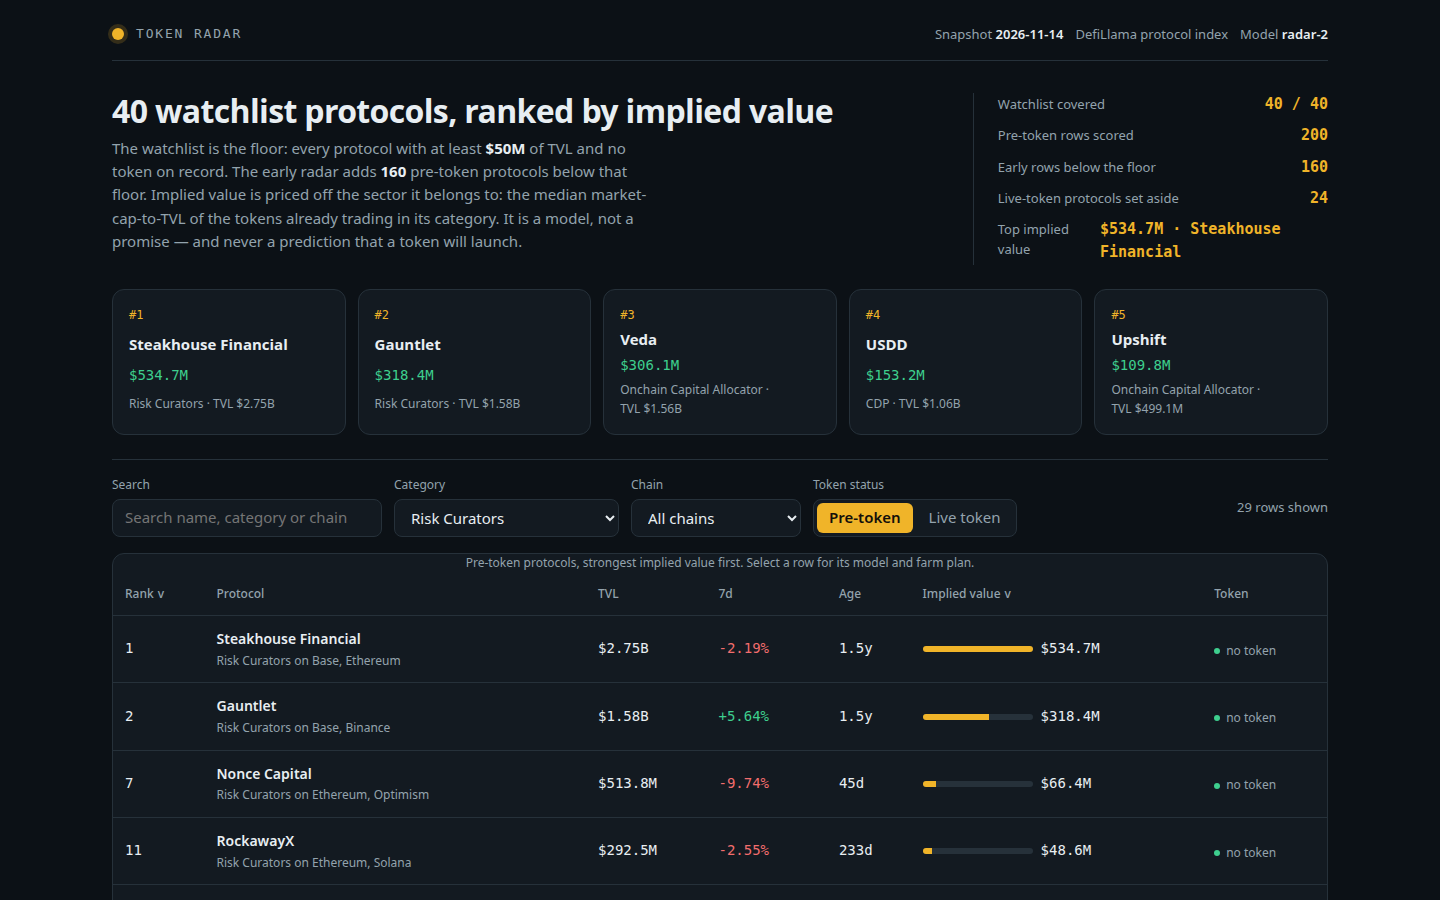 TOKEN RADAR
Snapshot 2026-11-14 DefiLlama protocol index Model radar-2
40 watchlist protocols, ranked by implied value
The watchlist is the floor: every protocol with at least $50M of TVL and no
token on record. The early radar adds 160 pre-token protocols below that
floor. Implied value is priced off the sector it belongs to: the median market-
cap-to-TVL of the tokens already trading in its category. It is a model, not a
promise — and never a prediction that a token will launch.
Watchlist covered 40 / 40
Pre-token rows scored 200
Early rows below the floor 160
Live-token protocols set aside 24
Top implied value $534.7M · Steakhouse Financial
#1
Steakhouse Financial
$534.7M
Risk Curators · TVL $2.75B
#2
Gauntlet
$318.4M
Risk Curators · TVL $1.58B
#3
Veda
$306.1M
Onchain Capital Allocator ·
TVL $1.56B
#4
USDD
$153.2M
CDP · TVL $1.06B
#5
Upshift
$109.8M
Onchain Capital Allocator ·
TVL $499.1M
Search Category Chain Token status
Search name, category or chain Risk Curators All chains Pre-token Live token 29 rows shown
Pre-token protocols, strongest implied value first. Select a row for its model and farm plan.
Rank v Protocol TVL 7d Age Implied value v Token
1 Steakhouse Financial $2.75B -2.19% 1.5y $534.7M no token
Risk Curators on Base, Ethereum
2 Gauntlet $1.58B +5.64% 1.5y $318.4M no token
Risk Curators on Base, Binance
7 Nonce Capital $513.8M -9.74% 45d $66.4M no token
Risk Curators on Ethereum, Optimism
11 RockawayX $292.5M -2.55% 233d $48.6M no token
Risk Curators on Ethereum, Solana